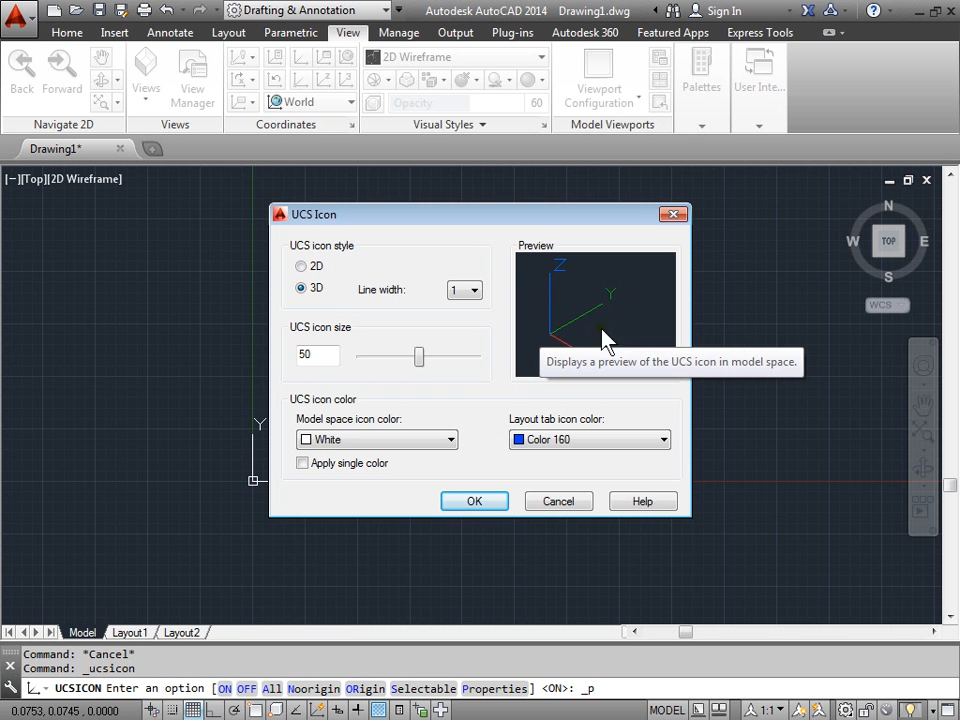 Drafting & Annotation
Autodesk AutoCAD 2014 Drawing1.dwg
Sign In
Home Insert Annotate Layout Parametric View Manage Output Plug-ins Autodesk 360 Featured Apps Express Tools
Back Forward
Views
View
Manager
2D Wireframe
World
Opacity 60
Viewport
Configuration
Palettes
User Inte...
Navigate 2D
Views
Coordinates
Visual Styles
Model Viewports
Drawing1*
[−][Top][2D Wireframe]
N
W TOP E
S
WCS
UCS Icon
UCS icon style
2D
3D
Line width: 1
UCS icon size
50
Preview
Z
Y
Displays a preview of the UCS icon in model space.
UCS icon color
Model space icon color:
White
Apply single color
Layout tab icon color:
Color 160
OK Cancel Help
Y
Model Layout1 Layout2
Command: *Cancel*
Command: _ucsicon
UCSICON Enter an option [ON OFF All Noorigin ORigin Selectable Properties] <ON>: _p
0.0753, 0.0745, 0.0000
MODEL
1:1